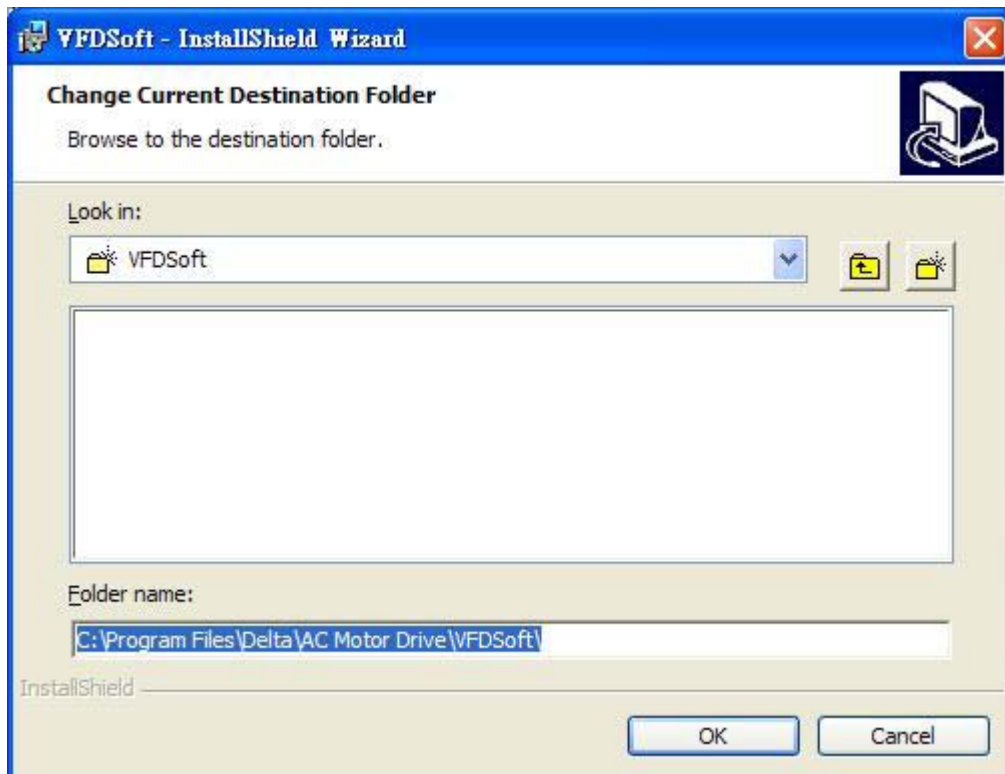 VFDSoft - InstallShield Wizard
Change Current Destination Folder
Browse to the destination folder.
Look in:
VFDSoft
Folder name:
C:\Program Files\Delta\AC Motor Drive\VFDSoft\
InstallShield
OK Cancel